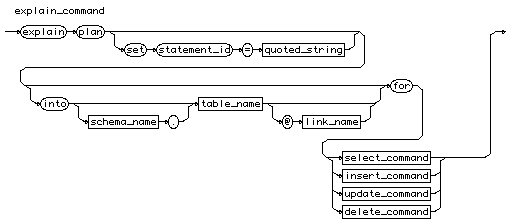 explain_command
explain plan
set statement_id = quoted_string
for
into table_name
schema_name . @ link_name
select_command
insert_command
update_command
delete_command